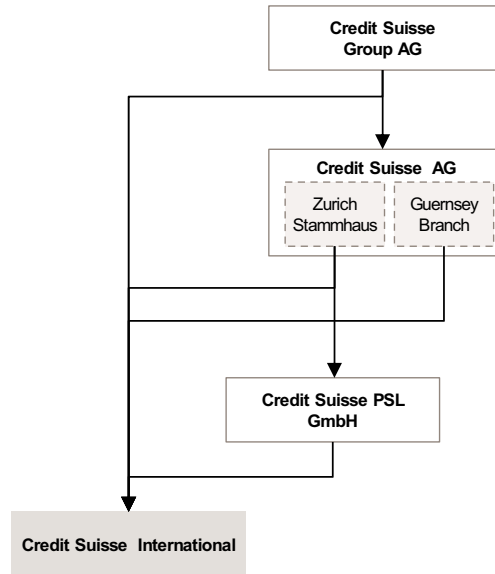 Credit Suisse
Group AG
Credit Suisse AG
Zurich
Stammhaus
Guernsey
Branch
Credit Suisse PSL
GmbH
Credit Suisse International